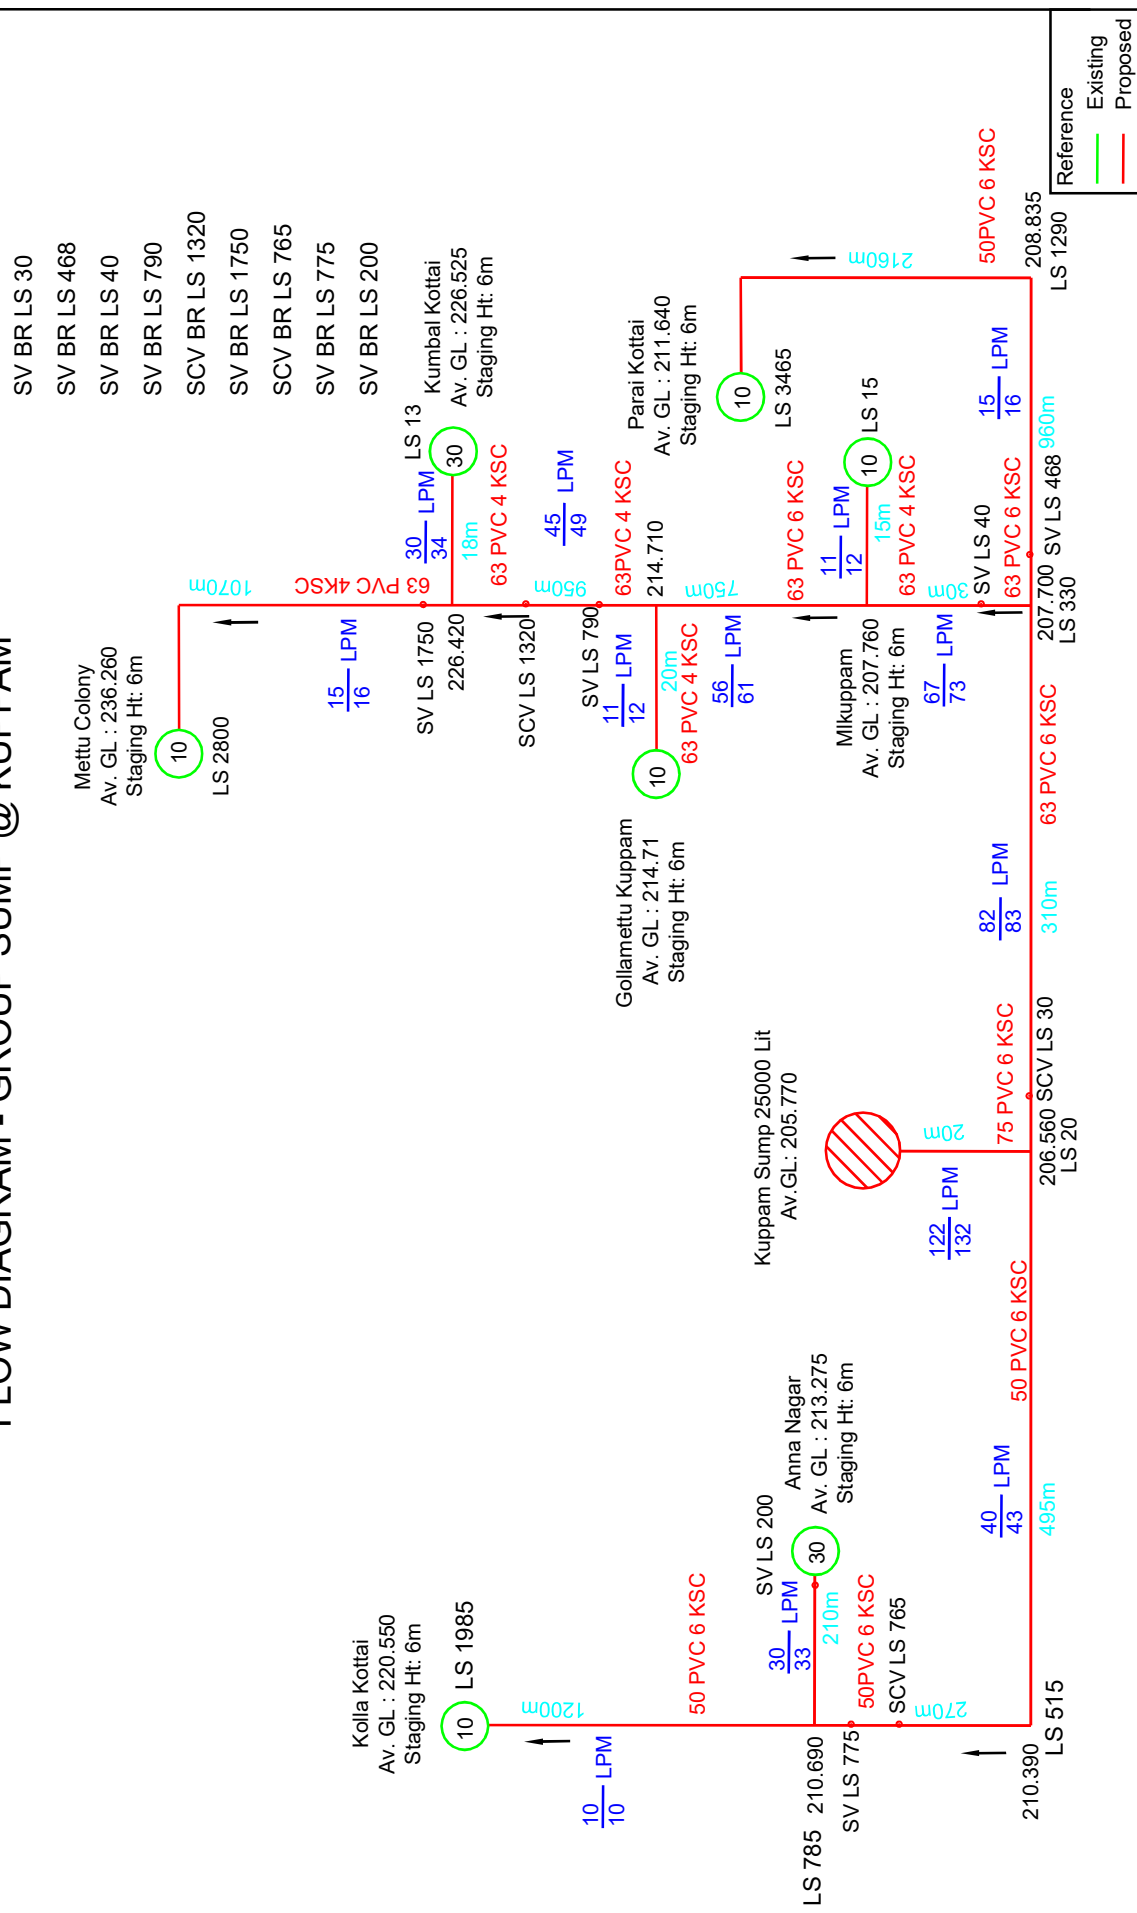 FLOW DIAGRAM - GROUP SUMP @ KUPPAM
SV BR LS 30
SV BR LS 468
SV BR LS 40
SV BR LS 790
SCV BR LS 1320
SV BR LS 1750
SCV BR LS 765
SV BR LS 775
SV BR LS 200
Mettu Colony
Av. GL : 236.260
Staging Ht: 6m
10
LS 2800
1070m
63 PVC 4KSC
15
16
LPM
SV LS 1750
226.420
LS 13
Kumbal Kottai
Av. GL : 226.525
Staging Ht: 6m
30
30
34
LPM
18m
63 PVC 4 KSC
SCV LS 1320
950m
45
49
LPM
SV LS 790
63PVC 4 KSC
214.710
Gollamettu Kuppam
Av. GL : 214.71
Staging Ht: 6m
10
11
12
LPM
20m
63 PVC 4 KSC
750m
56
61
LPM
63 PVC 6 KSC
Mlkuppam
Av. GL : 207.760
Staging Ht: 6m
10
LS 15
11
12
LPM
15m
63 PVC 4 KSC
30m
67
73
LPM
SV LS 40
63 PVC 6 KSC
207.700
LS 330
SV LS 468
Parai Kottai
Av. GL : 211.640
Staging Ht: 6m
10
LS 3465
2160m
50PVC 6 KSC
208.835
LS 1290
15
16
LPM
960m
63 PVC 6 KSC
82
83
LPM
310m
Kuppam Sump 25000 Lit
Av.GL: 205.770
20m
75 PVC 6 KSC
122
132
LPM
206.560
LS 20
SCV LS 30
50 PVC 6 KSC
40
43
LPM
495m
Kolla Kottai
Av. GL : 220.550
Staging Ht: 6m
10
LS 1985
1200m
50 PVC 6 KSC
10
10
LPM
SV LS 200
Anna Nagar
Av. GL : 213.275
Staging Ht: 6m
30
30
33
LPM
210m
LS 785
210.690
SV LS 775
50PVC 6 KSC
SCV LS 765
270m
210.390
LS 515
Reference
Existing
Proposed